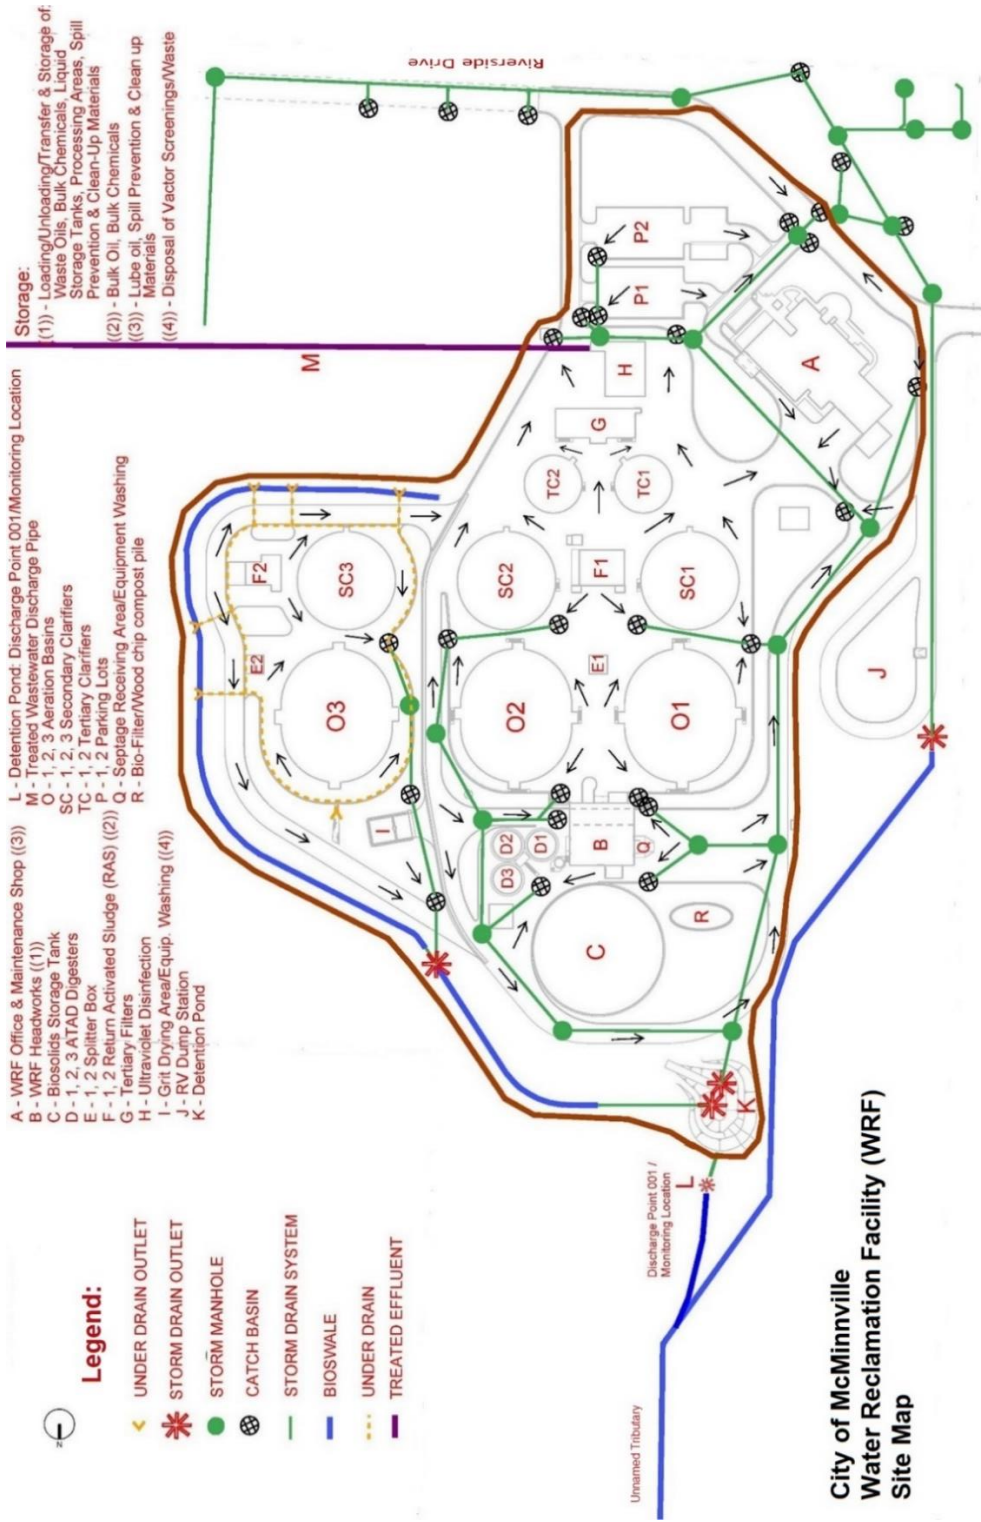 A - WRF Office & Maintenance Shop ((3))
B - WRF Headworks ((1))
C - Biosolids Storage Tank
D - 1, 2, 3 ATAD Digesters
E - 1, 2 Splitter Box
F - 1, 2 Return Activated Sludge (RAS) ((2))
G - Tertiary Filters
H - Ultraviolet Disinfection
I - Grit Drying Area/Equip. Washing ((4))
J - RV Dump Station
K - Detention Pond
L - Detention Pond: Discharge Point 001/Monitoring Location
M - Treated Wastewater Discharge Pipe
O - 1, 2, 3 Aeration Basins
SC - 1, 2, 3 Secondary Clarifiers
TC - 1, 2 Tertiary Clarifiers
P - 1, 2 Parking Lots
Q - Septage Receiving Area/Equipment Washing
R - Bio-Filter/Wood chip compost pile
Storage:
((1)) - Loading/Unloading/Transfer & Storage of:
Waste Oils, Bulk Chemicals, Liquid
Storage Tanks, Processing Areas, Spill
Prevention & Clean-Up Materials
((2)) - Bulk Oil, Bulk Chemicals
((3)) - Lube oil, Spill Prevention & Clean up
Materials
((4)) - Disposal of Vactor Screenings/Waste
N
Legend:
UNDER DRAIN OUTLET
STORM DRAIN OUTLET
STORM MANHOLE
CATCH BASIN
STORM DRAIN SYSTEM
BIOSWALE
UNDER DRAIN
TREATED EFFLUENT
Riverside Drive
M
F2
SC3
E2
O3
I
H
G
P1
P2
TC2
TC1
SC2
F1
SC1
O2
E1
O1
D2
D1
D3
B
Q
C
R
A
J
K
L
Discharge Point 001 /
Monitoring Location
Unnamed Tributary
City of McMinnville
Water Reclamation Facility (WRF)
Site Map